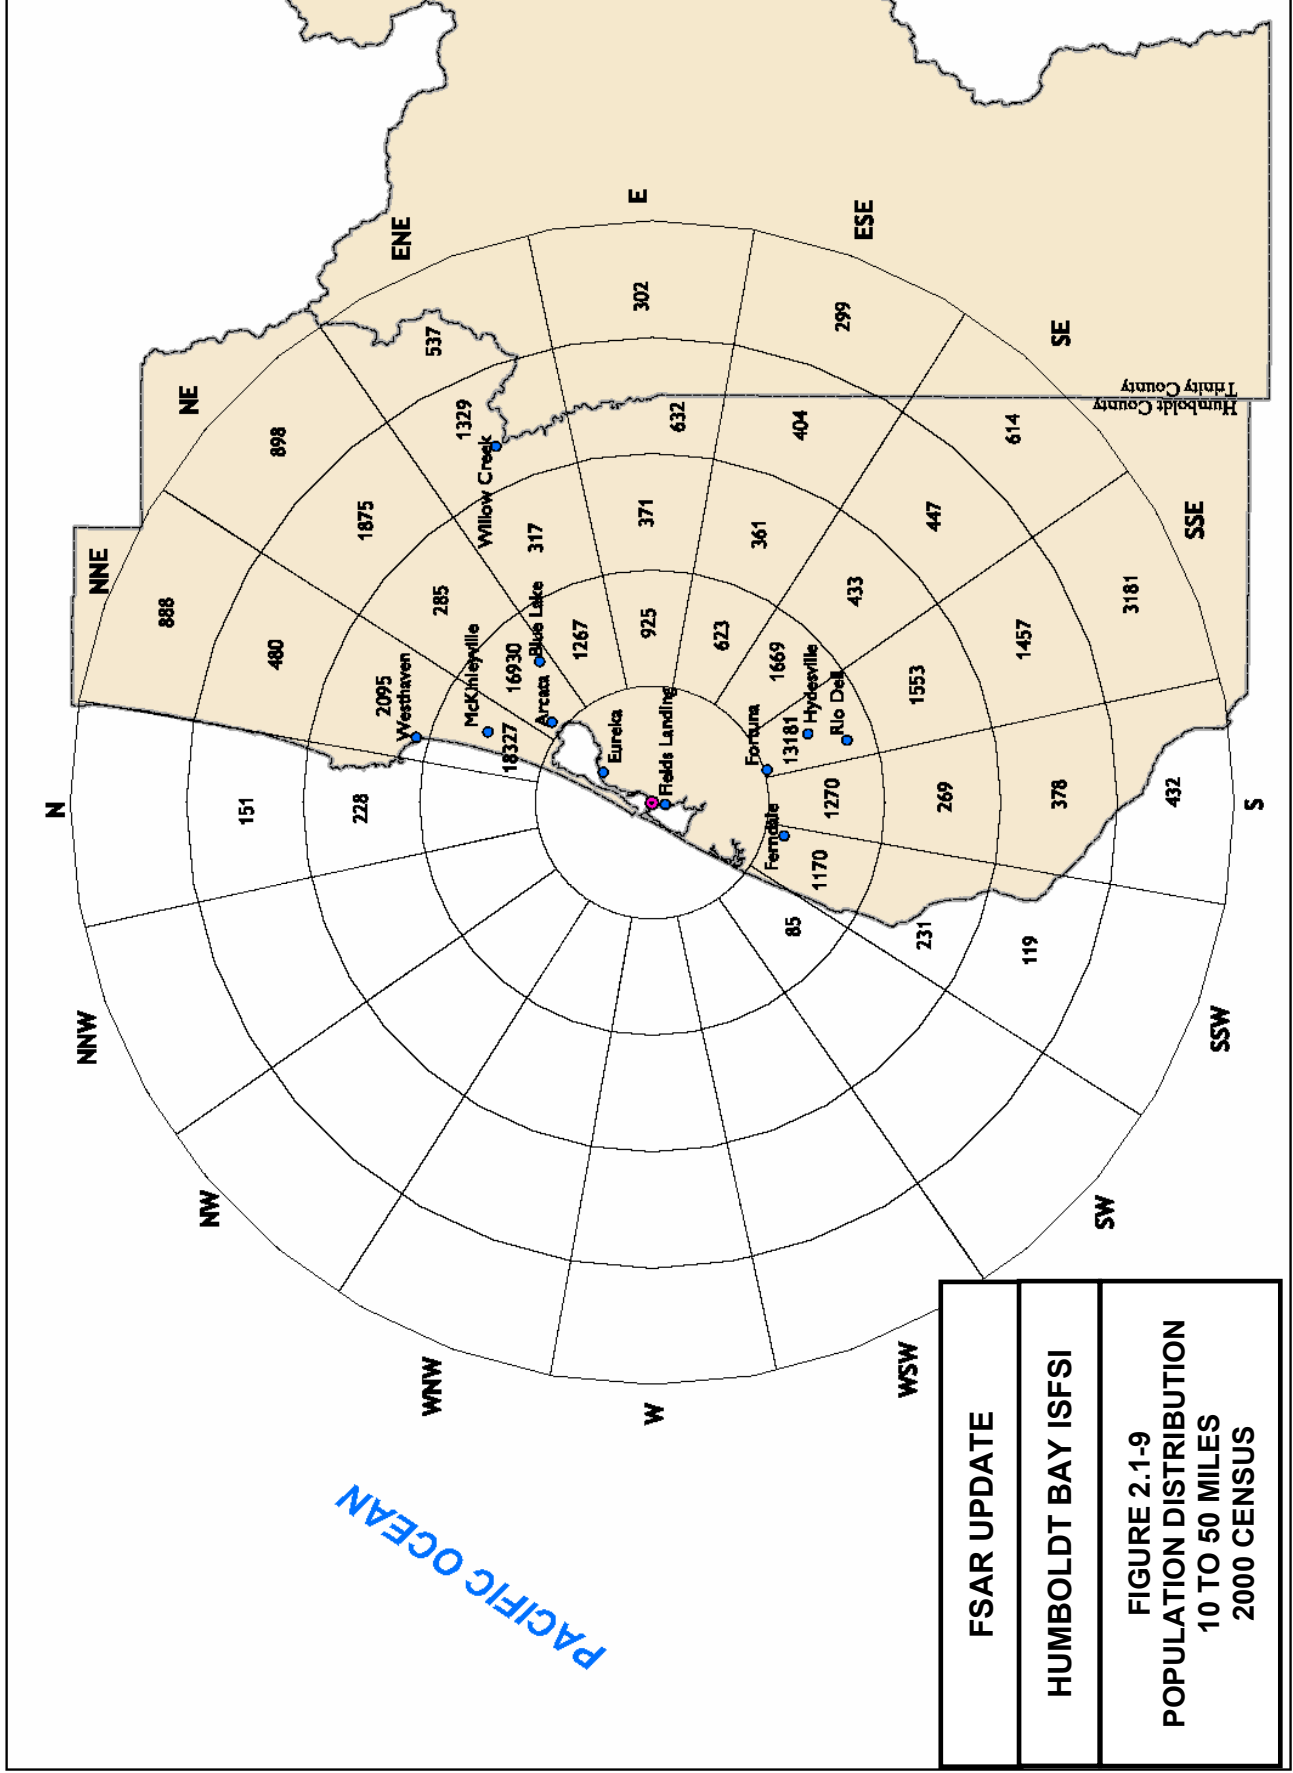 N
NNE
NE
ENE
E
ESE
SE
SSE
S
SSW
SW
WSW
W
WNW
NW
NNW
888
898
537
302
299
614
3181
432
151
480
1875
1329
632
404
447
1457
378
119
228
2095
285
317
371
361
433
1553
269
231
18327
16930
1267
925
623
1669
13181
1270
1170
85
Westhaven
McKinleyville
Blue Lake
Willow Creek
Arcata
Eureka
Fields Landing
Fortuna
Hydesville
Rio Dell
Ferndale
Trinity County
Humboldt County
PACIFIC OCEAN
FSAR UPDATE
HUMBOLDT BAY ISFSI
FIGURE 2.1-9
POPULATION DISTRIBUTION
10 TO 50 MILES
2000 CENSUS